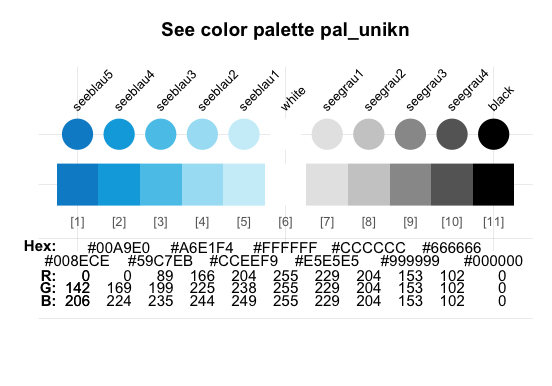 See color palette pal_unikn
seeblau5 seeblau4 seeblau3 seeblau2 seeblau1 white seegrau1 seegrau2 seegrau3 seegrau4 black
[1] [2] [3] [4] [5] [6] [7] [8] [9] [10] [11]
Hex: #00A9E0 #A6E1F4 #FFFFFF #CCCCCC #666666
#008ECE #59C7EB #CCEEF9 #E5E5E5 #999999 #000000
R: 0 0 89 166 204 255 229 204 153 102 0
G: 142 169 199 225 238 255 229 204 153 102 0
B: 206 224 235 244 249 255 229 204 153 102 0